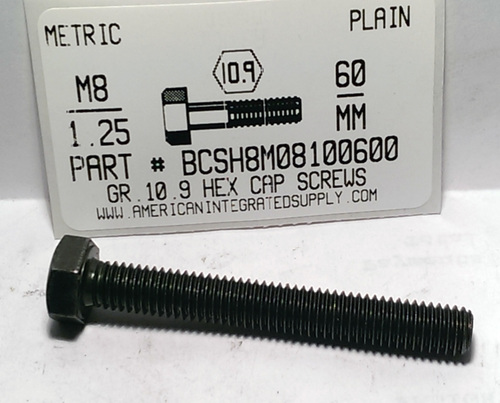 METRIC PLAIN
M8 10.9 60
1.25 MM
PART # BCSH8M08100600
GR.10.9 HEX CAP SCREWS
WWW.AMERICANINTEGRATEDSUPPLY.COM